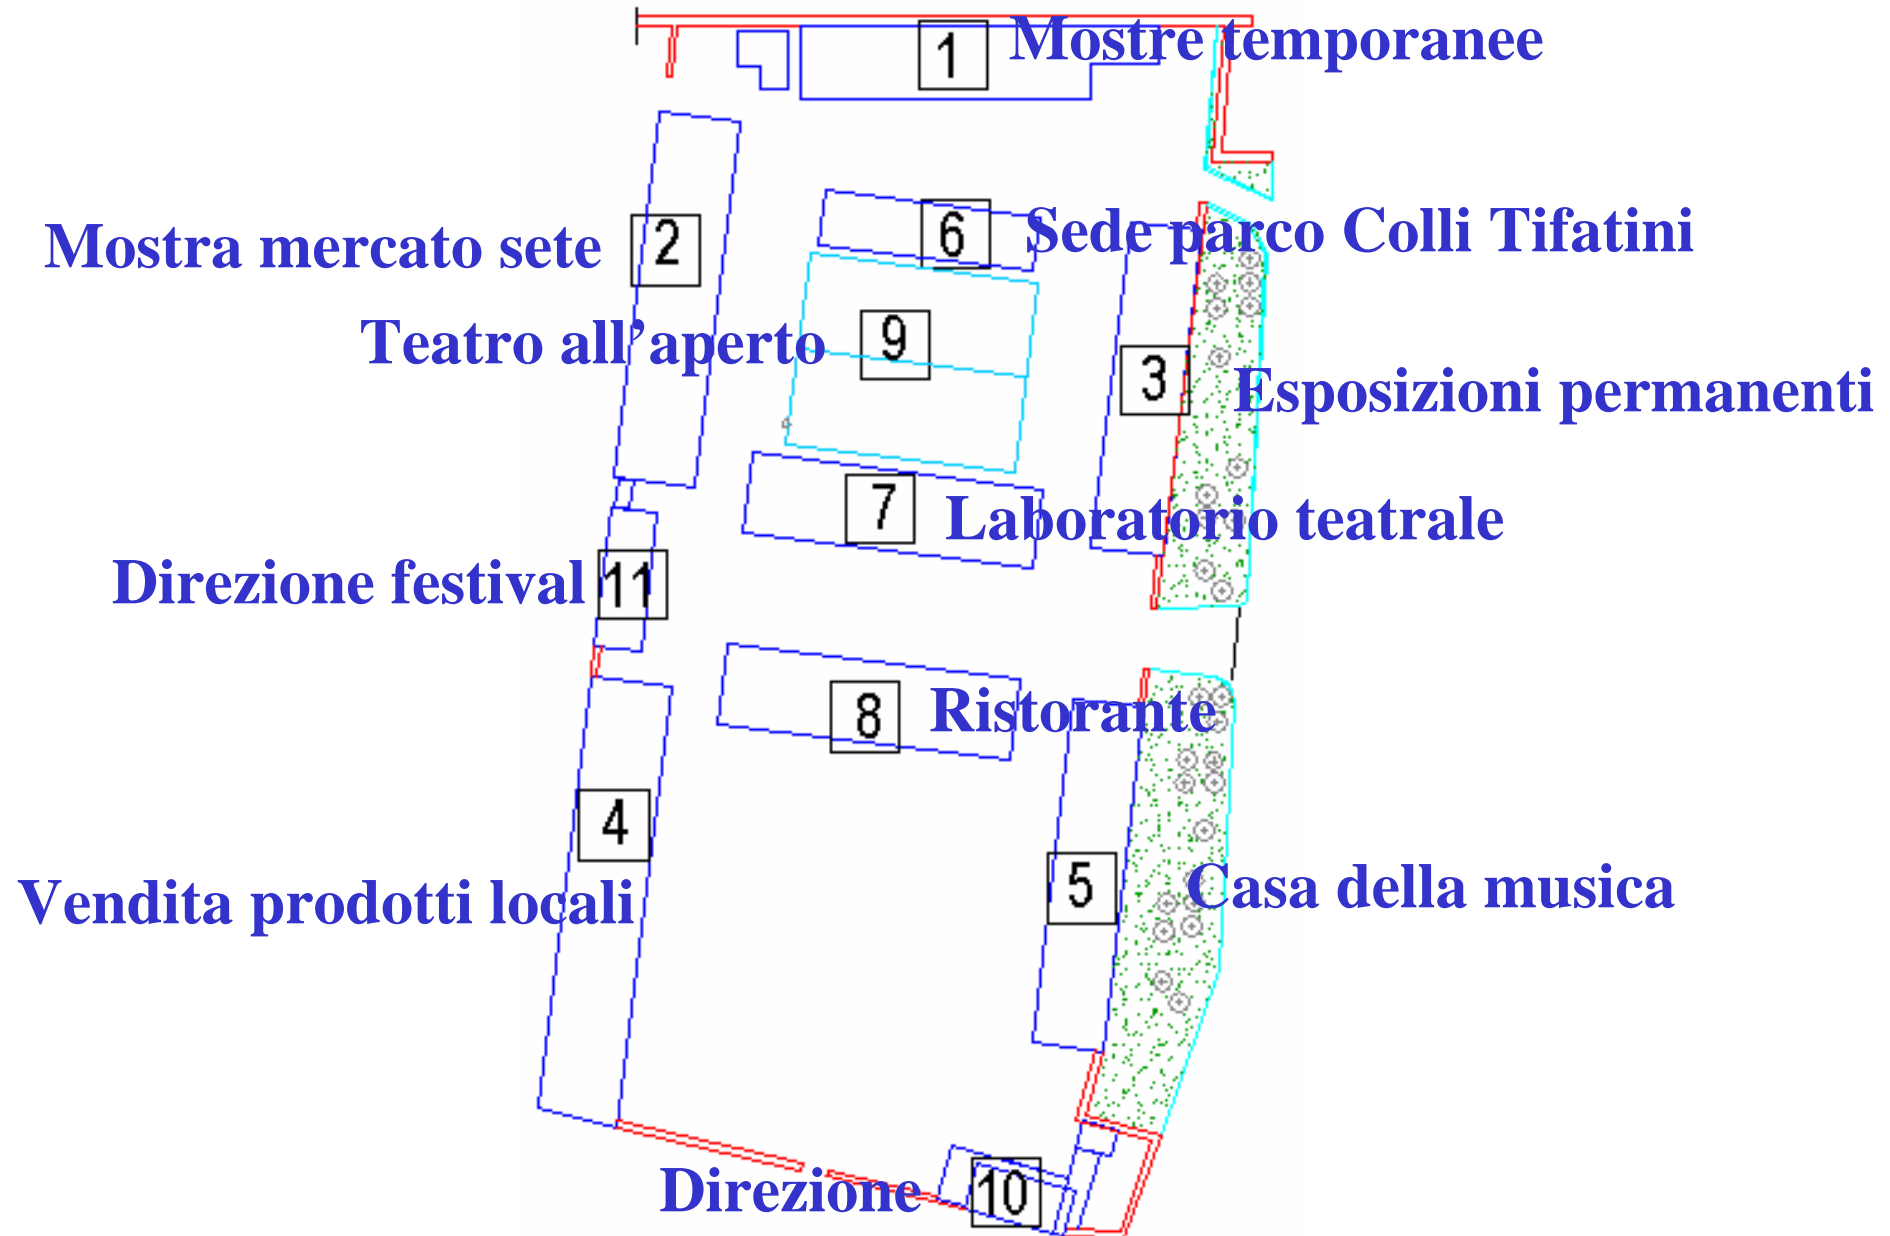 1 Mostre temporanee
Mostra mercato sete 2
6 Sede parco Colli Tifatini
Teatro all’aperto 9
3 Esposizioni permanenti
7 Laboratorio teatrale
Direzione festival 11
8 Ristorante
4
Vendita prodotti locali
5 Casa della musica
Direzione 10